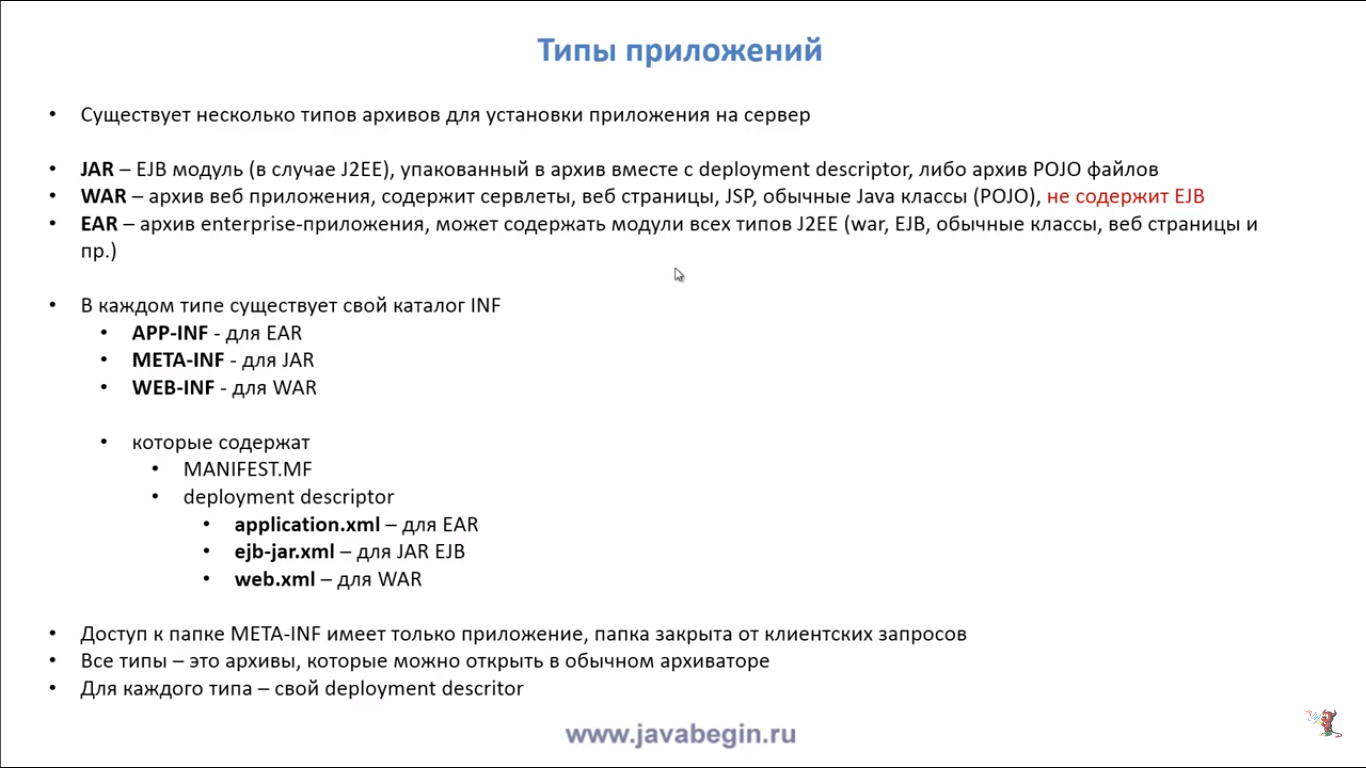 Типы приложений
• Существует несколько типов архивов для установки приложения на сервер
• JAR – EJB модуль (в случае J2EE), упакованный в архив вместе с deployment descriptor, либо архив POJO файлов
• WAR – архив веб приложения, содержит сервлеты, веб страницы, JSP, обычные Java классы (POJO), не содержит EJB
• EAR – архив enterprise-приложения, может содержать модули всех типов J2EE (war, EJB, обычные классы, веб страницы и
пр.)
• В каждом типе существует свой каталог INF
• APP-INF - для EAR
• META-INF - для JAR
• WEB-INF - для WAR
• которые содержат
• MANIFEST.MF
• deployment descriptor
• application.xml – для EAR
• ejb-jar.xml – для JAR EJB
• web.xml – для WAR
• Доступ к папке META-INF имеет только приложение, папка закрыта от клиентских запросов
• Все типы – это архивы, которые можно открыть в обычном архиваторе
• Для каждого типа – свой deployment descritor
www.javabegin.ru